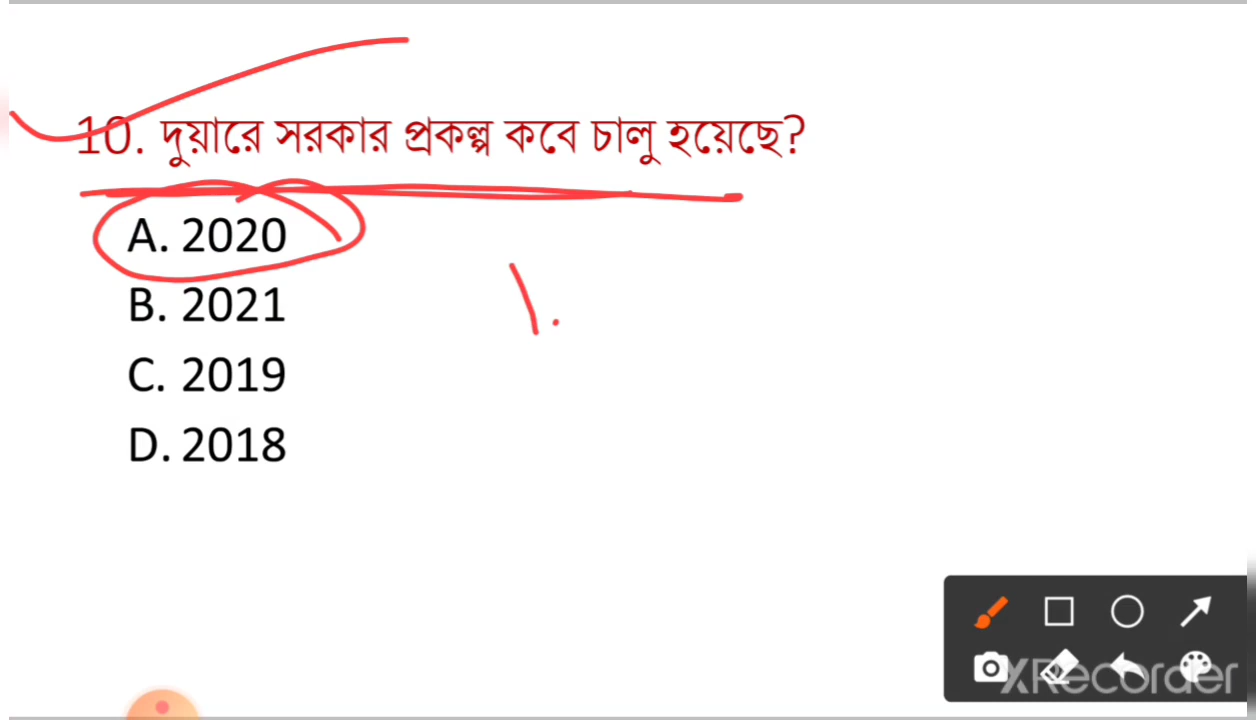 10. দুয়ারে সরকার প্রকল্প কবে চালু হয়েছে?
A. 2020
B. 2021
C. 2019
D. 2018
XRecorder